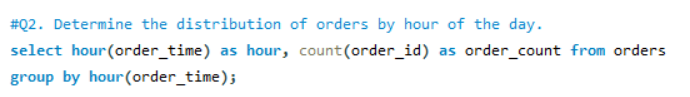 #Q2. Determine the distribution of orders by hour of the day.
select hour(order_time) as hour, count(order_id) as order_count from orders
group by hour(order_time);